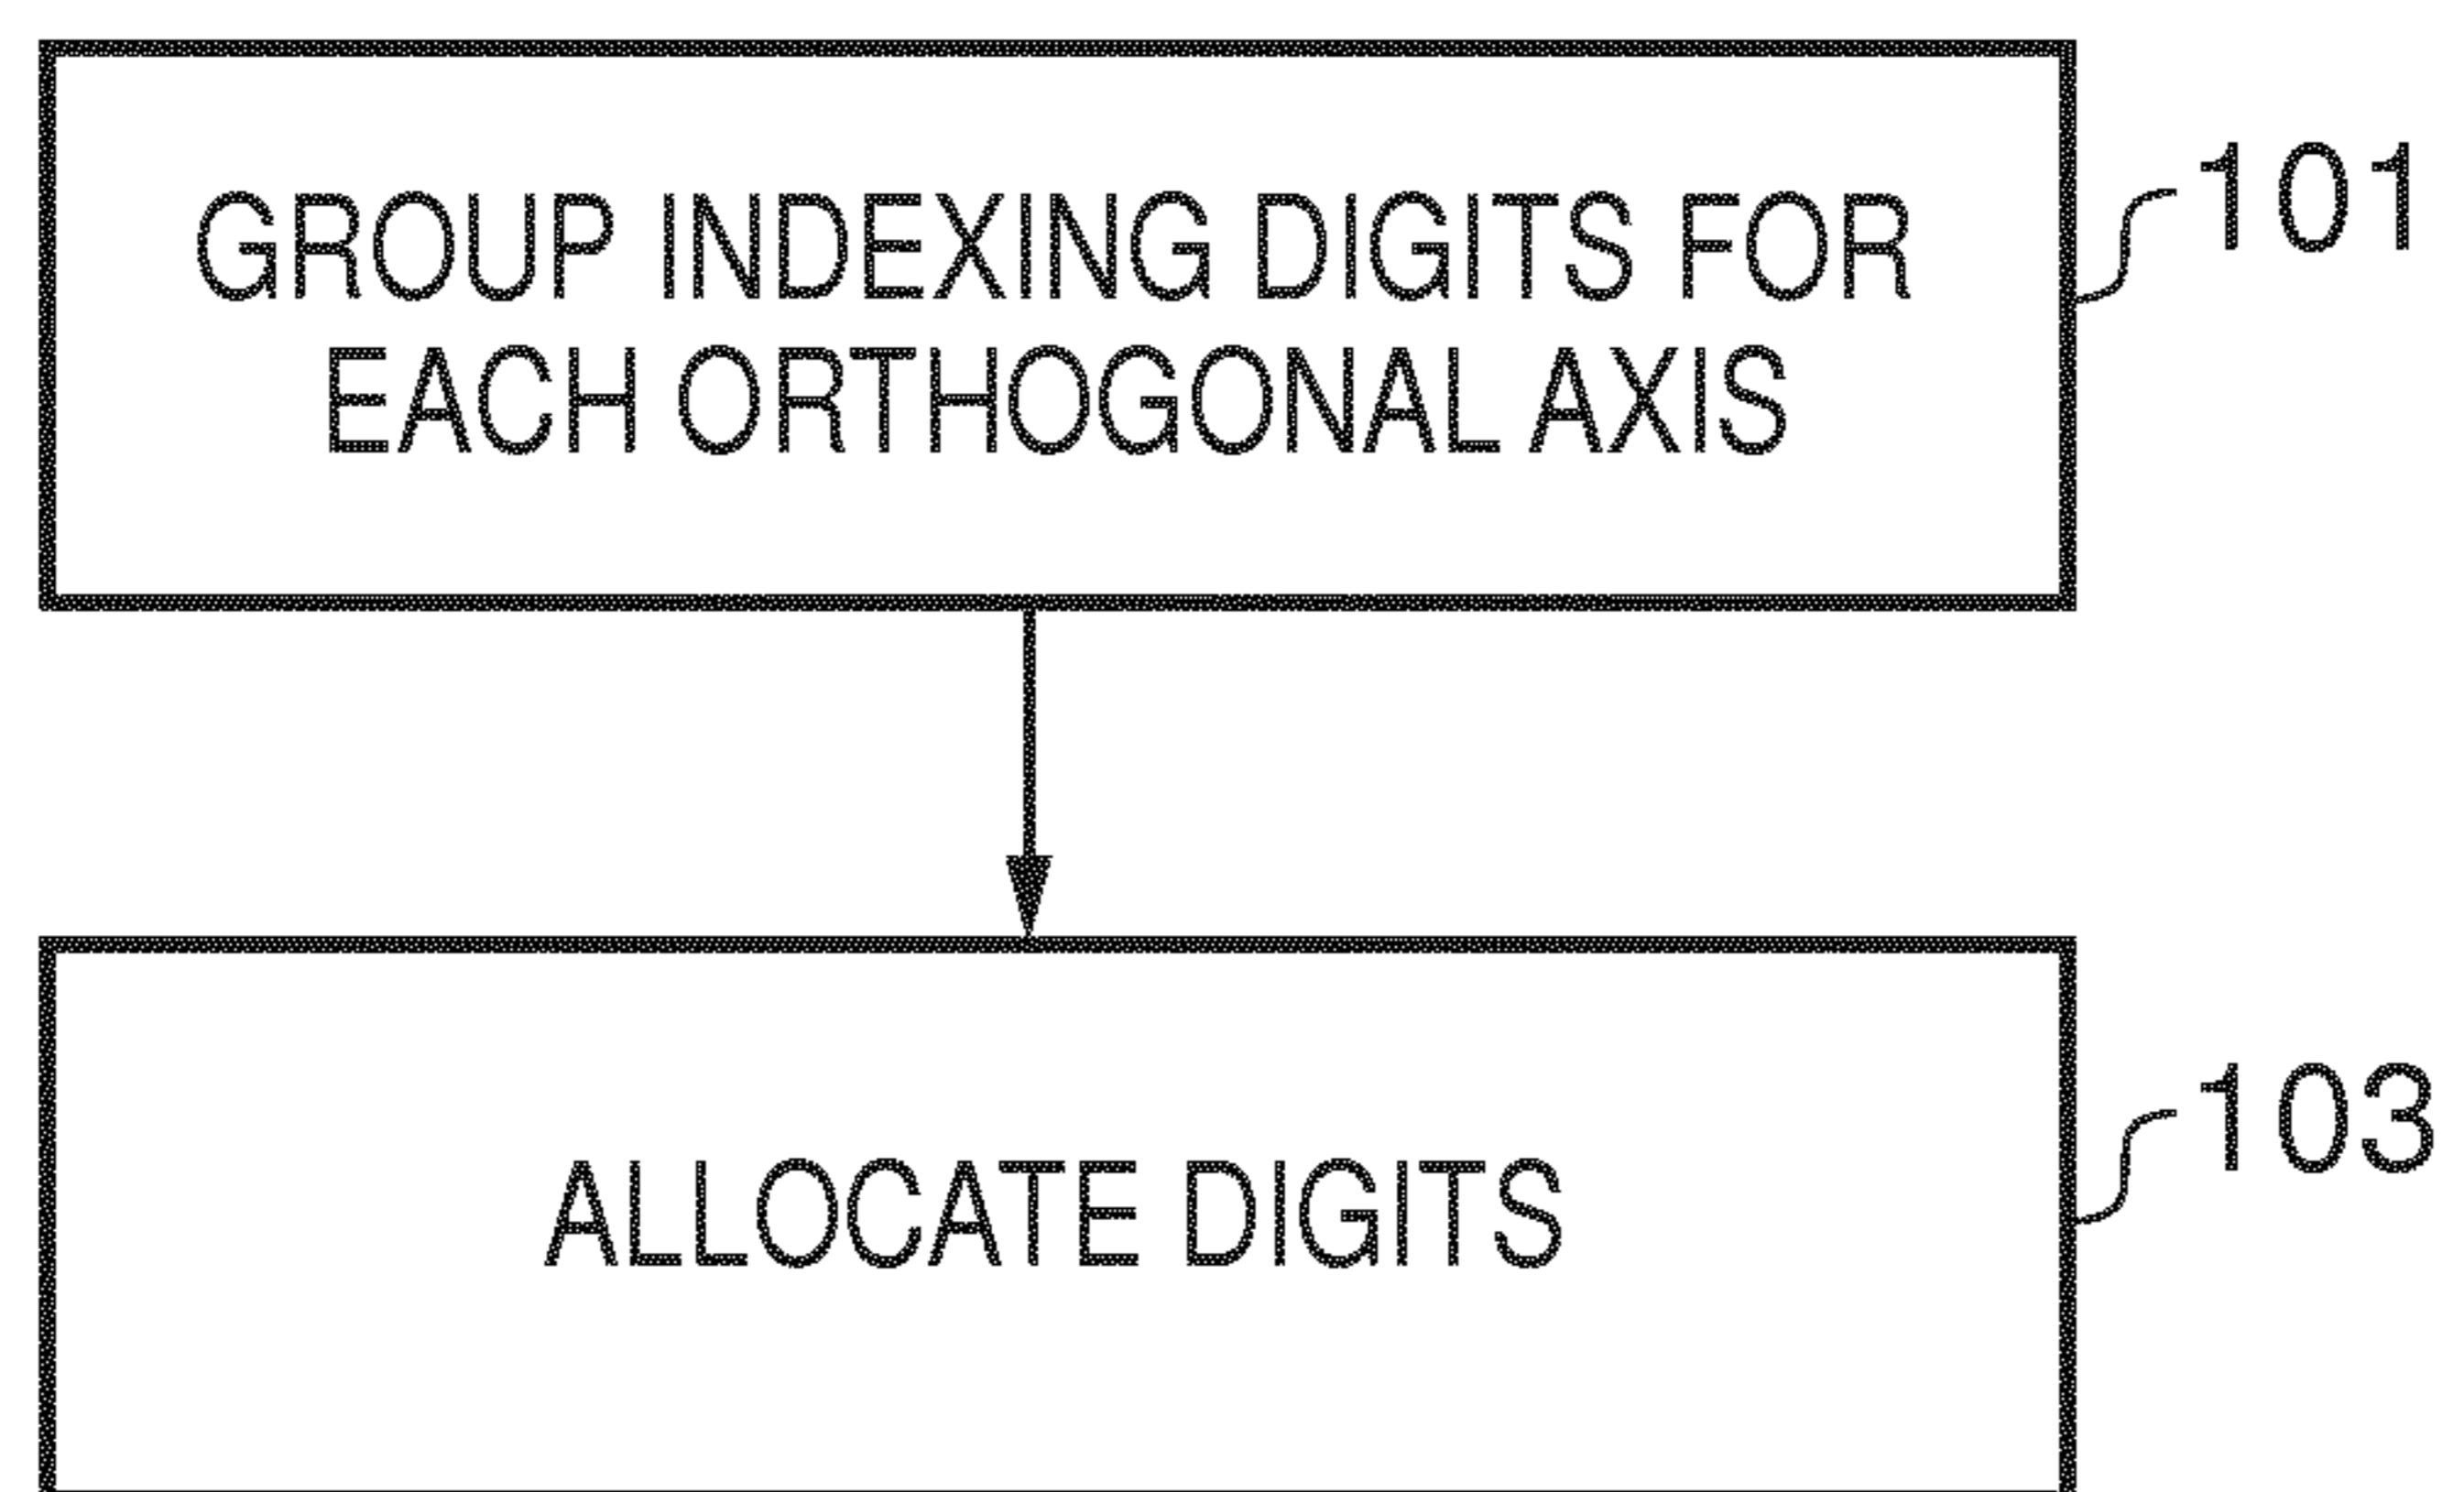 GROUP INDEXING DIGITS FOR
EACH ORTHOGONAL AXIS
101
ALLOCATE DIGITS
103